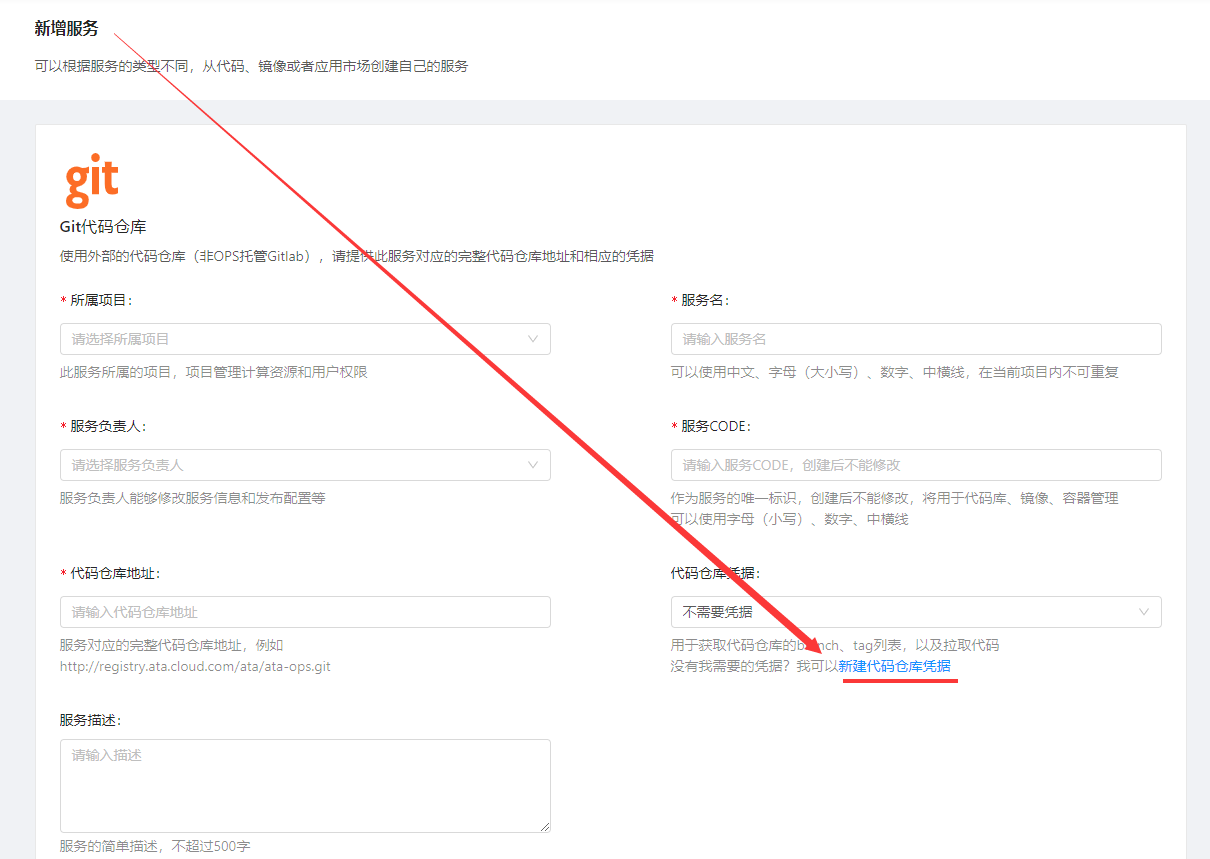 新增服务
可以根据服务的类型不同，从代码、镜像或者应用市场创建自己的服务
git
Git代码仓库
使用外部的代码仓库（非OPS托管Gitlab），请提供此服务对应的完整代码仓库地址和相应的凭据
* 所属项目：
* 服务名：
请选择所属项目
请输入服务名
此服务所属的项目，项目管理计算资源和用户权限
可以使用中文、字母（大小写）、数字、中横线，在当前项目内不可重复
* 服务负责人：
* 服务CODE：
请选择服务负责人
请输入服务CODE，创建后不能修改
服务负责人能够修改服务信息和发布配置等
作为服务的唯一标识，创建后不能修改，将用于代码库、镜像、容器管理
可以使用字母（小写）、数字、中横线
* 代码仓库地址：
代码仓库凭据：
请输入代码仓库地址
不需要凭据
服务对应的完整代码仓库地址，例如
http://registry.ata.cloud.com/ata/ata-ops.git
用于获取代码仓库的branch、tag列表，以及拉取代码
没有我需要的凭据？我可以新建代码仓库凭据
服务描述：
请输入描述
服务的简单描述，不超过500字